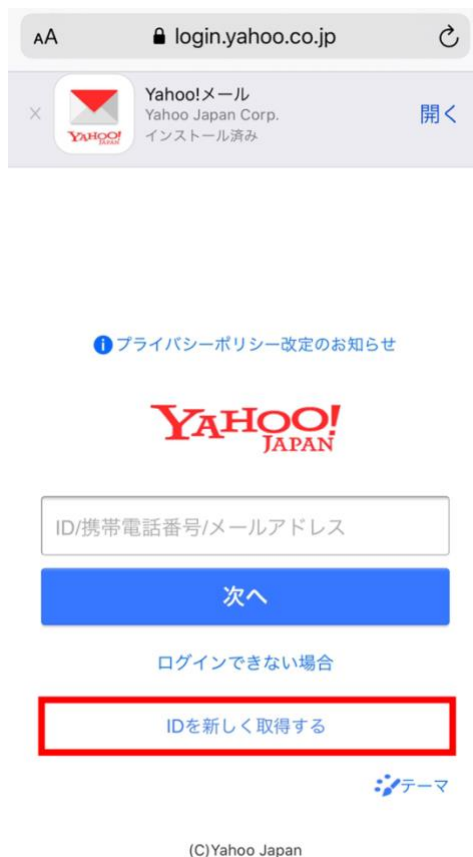 AA login.yahoo.co.jp
Yahoo!メール
Yahoo Japan Corp.
インストール済み
開く
YAHOO!
JAPAN
プライバシーポリシー改定のお知らせ
YAHOO!
JAPAN
ID/携帯電話番号/メールアドレス
次へ
ログインできない場合
IDを新しく取得する
テーマ
(C)Yahoo Japan